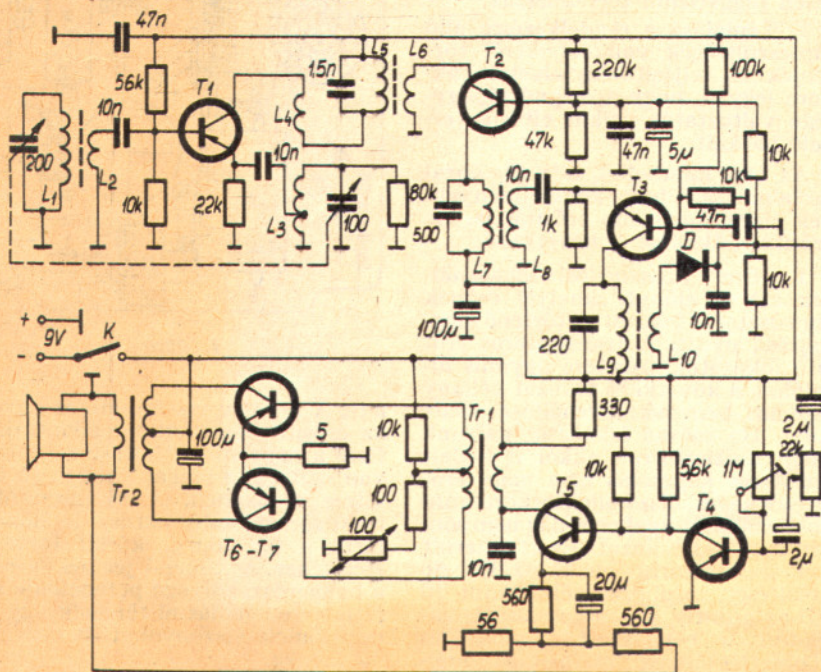 47n
L5
L6
T2
56k
T1
1,5n
220k
100k
10n
L4
200
10n
47k
47n
5µ
10k
L1
L2
10k
22k
L3
100
80k
10n
T3
10k
47n
500
1k
D
L7
L8
10k
+
9V
K
-
100µ
220
L9
L10
10n
Tr1
330
2µ
10k
100µ
5
10k
5,6k
1M
22k
Tr2
100
T5
T4
100
T6-T7
10n
2µ
560
20µ
56
560